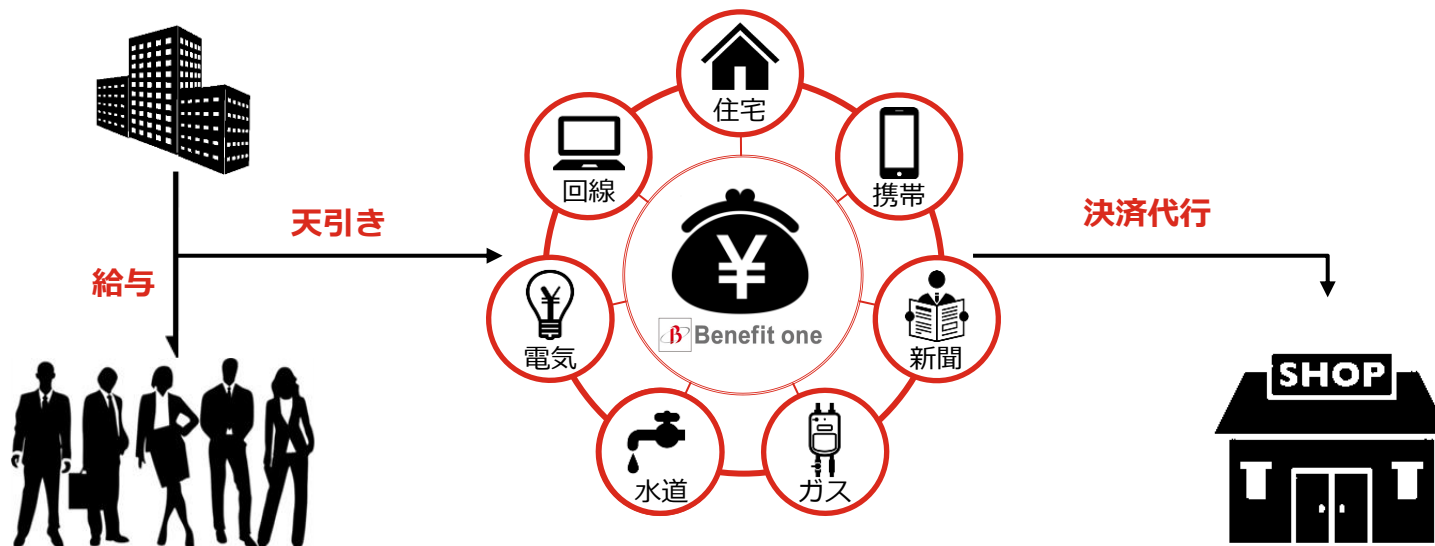 住宅
回線
携帯
天引き
決済代行
給与
¥
¥
Benefit one
電気
新聞
SHOP
水道
ガス